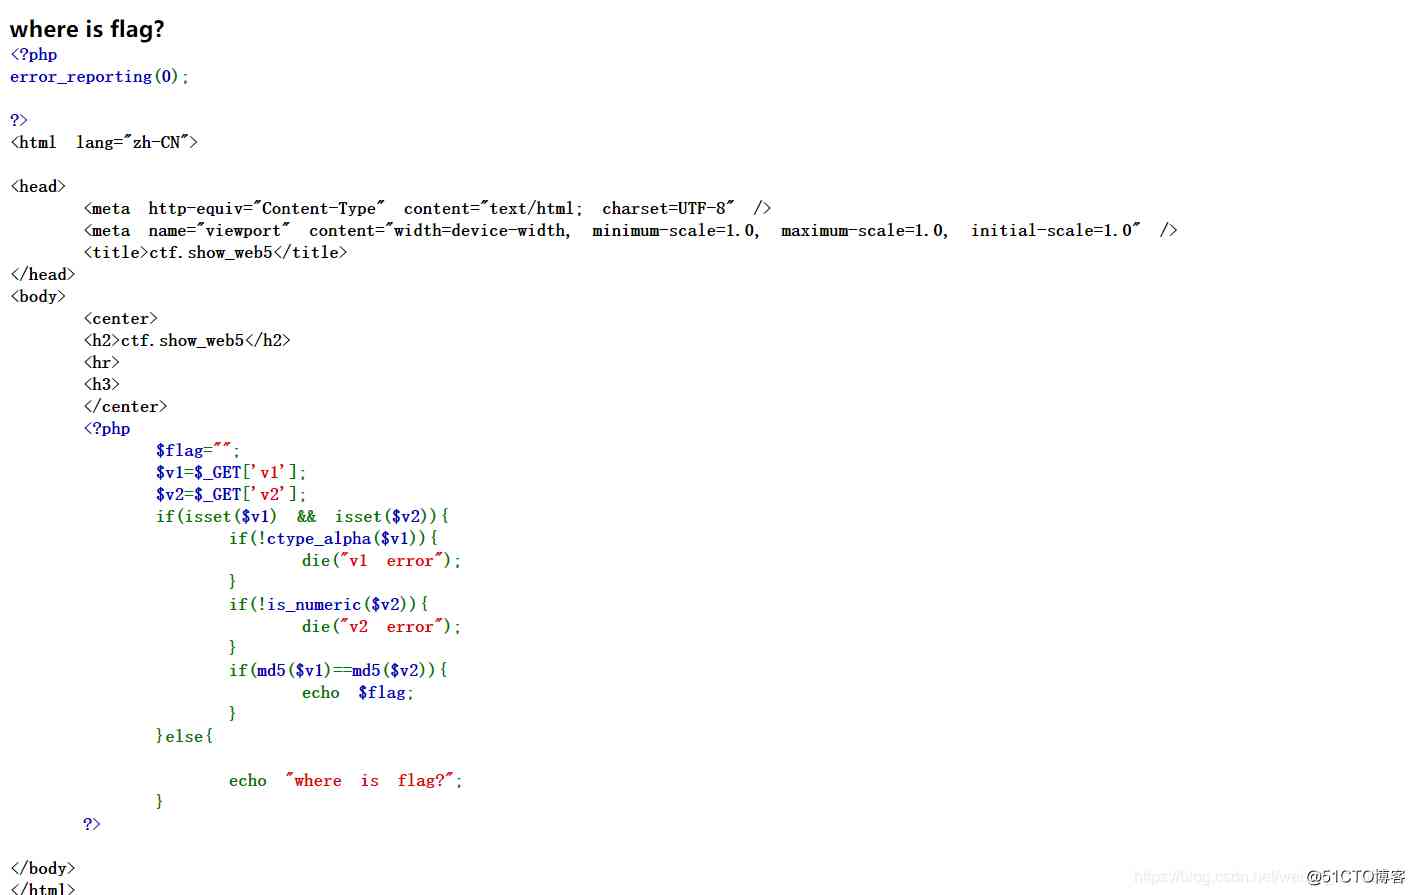 where is flag?
<?php
error_reporting(0);
?>
<html lang="zh-CN">
<head>
<meta http-equiv="Content-Type" content="text/html; charset=UTF-8" />
<meta name="viewport" content="width=device-width, minimum-scale=1.0, maximum-scale=1.0, initial-scale=1.0" />
<title>ctf.show_web5</title>
</head>
<body>
<center>
<h2>ctf.show_web5</h2>
<hr>
<h3>
</center>
<?php
$flag="";
$v1=$_GET['v1'];
$v2=$_GET['v2'];
if(isset($v1) && isset($v2)){
if(!ctype_alpha($v1)){
die("v1 error");
}
if(!is_numeric($v2)){
die("v2 error");
}
if(md5($v1)==md5($v2)){
echo $flag;
}
}else{
echo "where is flag?";
}
?>
</body>
</html>
@51CTO博客